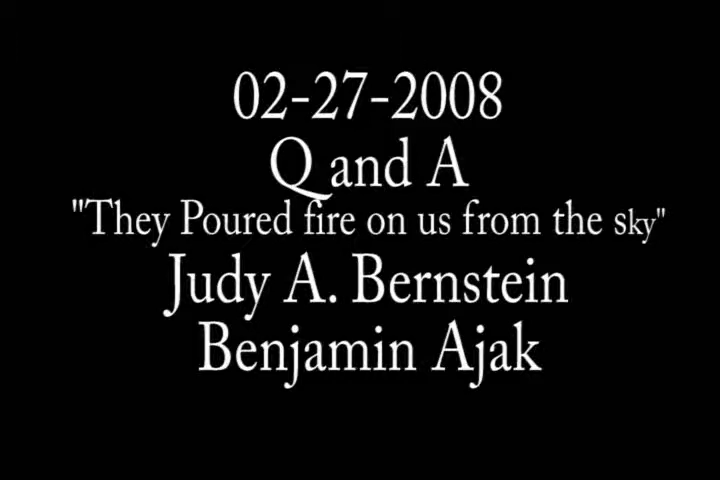 02-27-2008
Q and A
"They Poured fire on us from the sky"
Judy A. Bernstein
Benjamin Ajak